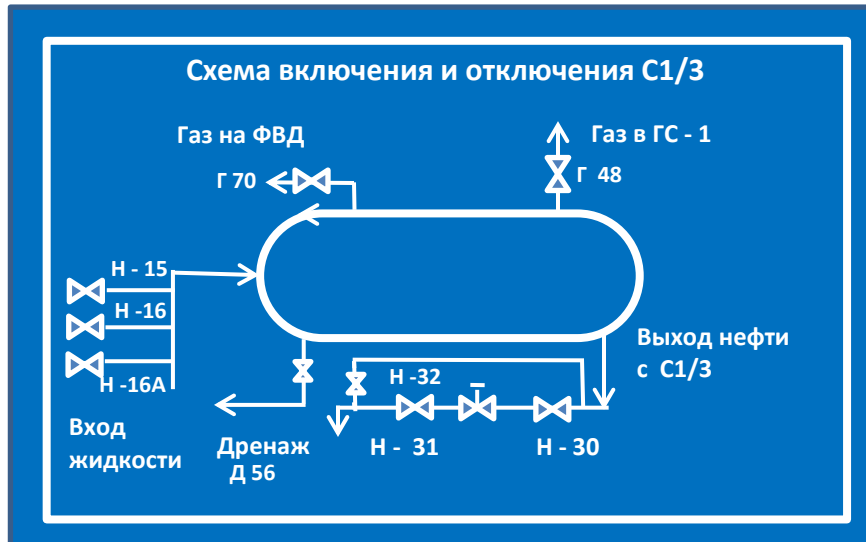 Схема включения и отключения С1/3
Газ на ФВД
Газ в ГС - 1
Г 70
Г 48
Н - 15
Н -16
Н -16А
Вход
жидкости
Дренаж
Д 56
Н -32
Н - 31
Н - 30
Выход нефти
с С1/3